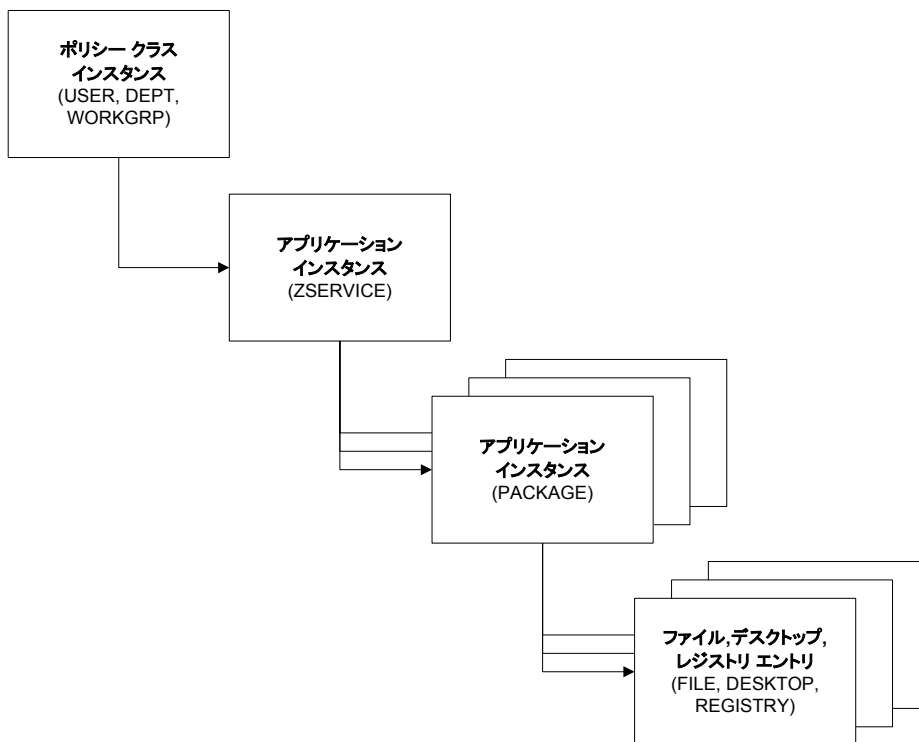 ポリシー クラス
インスタンス
(USER, DEPT,
WORKGRP)
アプリケーション
インスタンス
(ZSERVICE)
アプリケーション
インスタンス
(PACKAGE)
ファイル,デスクトップ,
レジストリ エントリ
(FILE, DESKTOP,
REGISTRY)